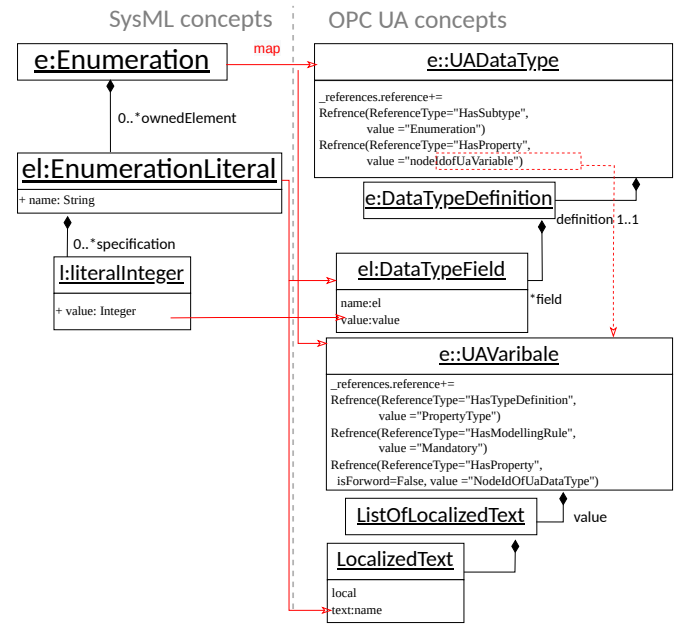 SysML concepts
OPC UA concepts
map
e:Enumeration
0..*ownedElement
el:EnumerationLiteral
+ name: String
0..*specification
l:literalInteger
+ value: Integer
e::UADataType
_references.reference+=
Refrence(ReferenceType="HasSubtype",
value ="Enumeration")
Refrence(ReferenceType="HasProperty",
value ="nodeIdofUaVariable")
e:DataTypeDefinition
definition 1..1
el:DataTypeField
name:el
value:value
*field
e::UAVaribale
_references.reference+=
Refrence(ReferenceType="HasTypeDefinition",
value ="PropertyType")
Refrence(ReferenceType="HasModellingRule",
value ="Mandatory")
Refrence(ReferenceType="HasProperty",
isForword=False, value ="NodeIdOfUaDataType")
ListOfLocalizedText
value
LocalizedText
local
text:name